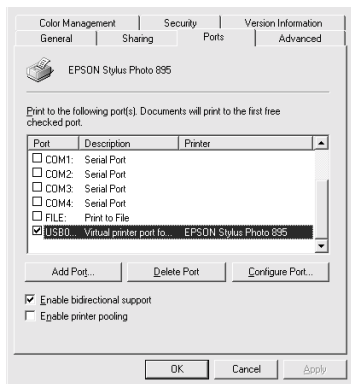 Color Management Security Version Information
General Sharing Ports Advanced
EPSON Stylus Photo 895
Print to the following port(s). Documents will print to the first free
checked port.
Port Description Printer
COM1: Serial Port
COM2: Serial Port
COM3: Serial Port
COM4: Serial Port
FILE: Print to File
USB0... Virtual printer port fo... EPSON Stylus Photo 895
Add Port... Delete Port Configure Port...
Enable bidirectional support
Enable printer pooling
OK Cancel Apply